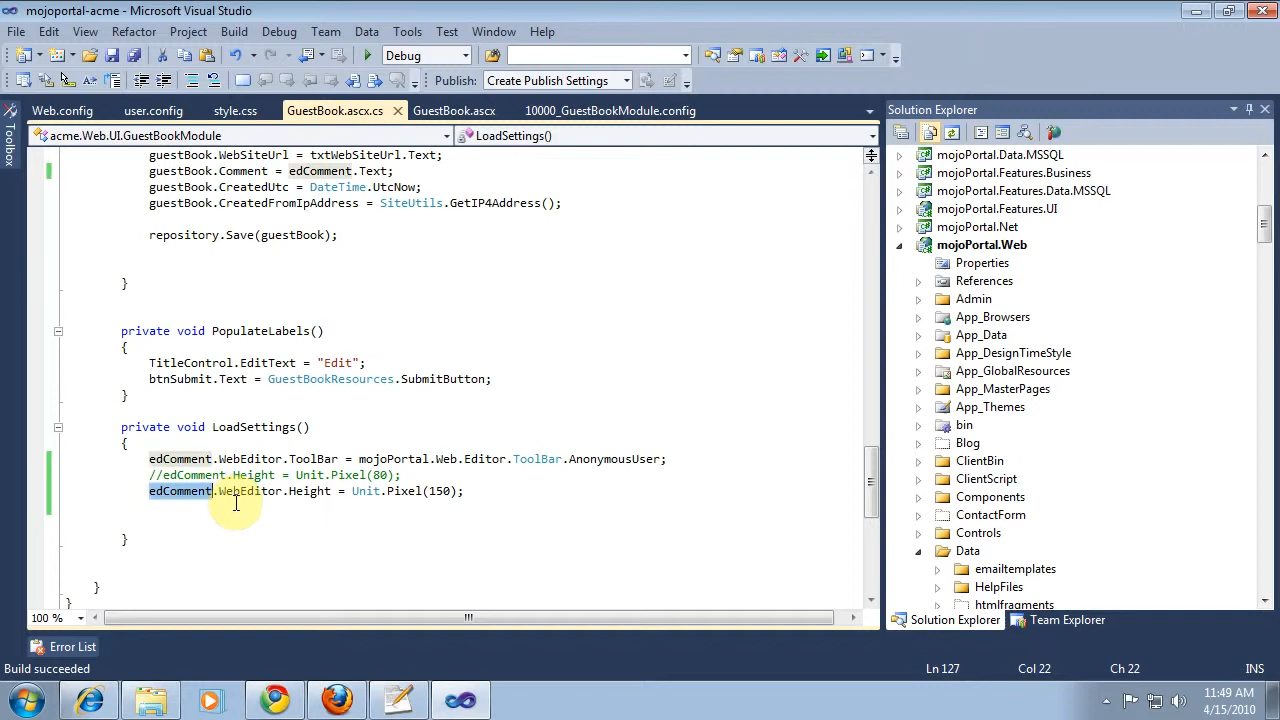 mojoportal-acme - Microsoft Visual Studio
File Edit View Refactor Project Build Debug Team Data Tools Test Window Help
Debug
Publish: Create Publish Settings
Toolbox
Web.config user.config style.css GuestBook.ascx.cs GuestBook.ascx 10000_GuestBookModule.config
acme.Web.UI.GuestBookModule LoadSettings()
guestBook.WebSiteUrl = txtWebSiteUrl.Text;
guestBook.Comment = edComment.Text;
guestBook.CreatedUtc = DateTime.UtcNow;
guestBook.CreatedFromIpAddress = SiteUtils.GetIP4Address();
repository.Save(guestBook);
}
private void PopulateLabels()
{
TitleControl.EditText = "Edit";
btnSubmit.Text = GuestBookResources.SubmitButton;
}
private void LoadSettings()
{
edComment.WebEditor.ToolBar = mojoPortal.Web.Editor.ToolBar.AnonymousUser;
//edComment.Height = Unit.Pixel(80);
edComment.WebEditor.Height = Unit.Pixel(150);
}
}
}
100 %
Solution Explorer
mojoPortal.Data.MSSQL
mojoPortal.Features.Business
mojoPortal.Features.Data.MSSQL
mojoPortal.Features.UI
mojoPortal.Net
mojoPortal.Web
Properties
References
Admin
App_Browsers
App_Data
App_DesignTimeStyle
App_GlobalResources
App_MasterPages
App_Themes
bin
Blog
ClientBin
ClientScript
Components
ContactForm
Controls
Data
emailtemplates
HelpFiles
htmlfragments
Solution Explorer Team Explorer
Error List
Build succeeded Ln 127 Col 22 Ch 22 INS
11:49 AM
4/15/2010